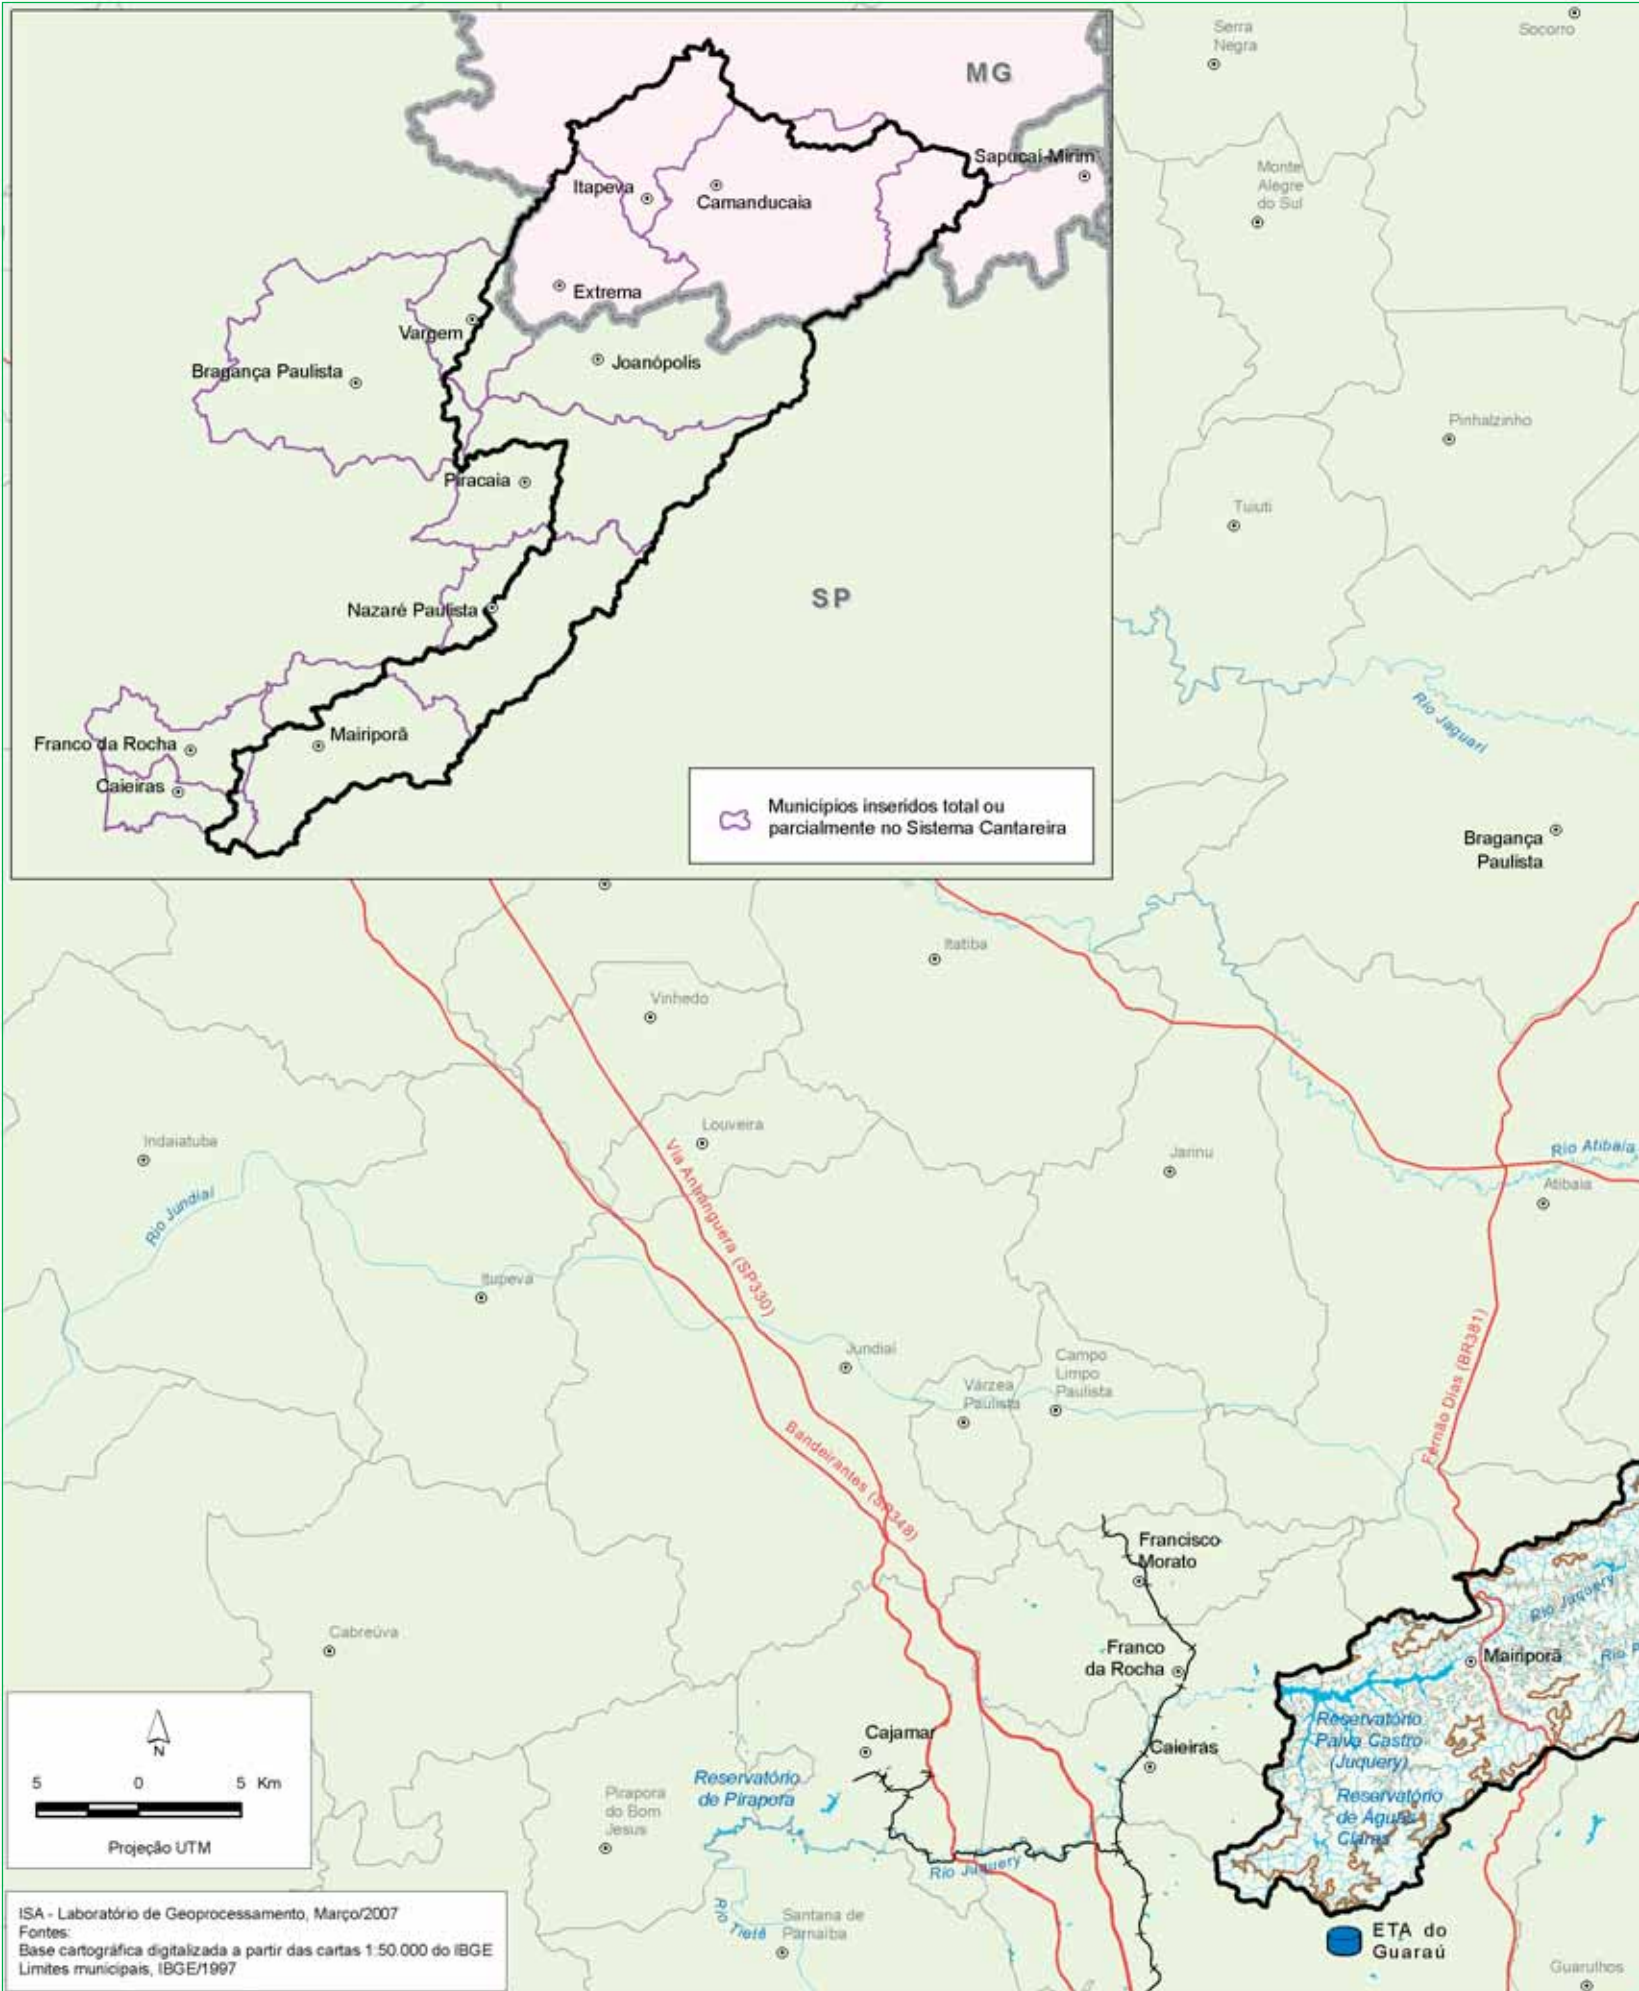 MG
Sapucaí-Mirim
Itapeva
Camanducaia
Extrema
Vargem
Joanópolis
Bragança Paulista
Piracaia
SP
Nazaré Paulista
Mairiporã
Franco da Rocha
Caieiras
Municípios inseridos total ou
parcialmente no Sistema Cantareira
Serra
Negra
Socorro
Monte
Alegre
do Sul
Pinhalzinho
Tuiuti
Rio Jaguari
Bragança
Paulista
Itatiba
Vinhedo
Louveira
Indaiatuba
Jarinu
Rio Atibaia
Atibaia
Rio Jundiaí
Via Anhanguera (SP330)
Itupeva
Jundiaí
Campo
Limpo
Paulista
Várzea
Paulista
Fernão Dias (BR381)
Bandeirantes (SP348)
Francisco
Morato
Rio Juquery
Cabreúva
Franco
da Rocha
Mairiporã
Rio P
Cajamar
Caieiras
Reservatório
Paiva Castro
(Juquery)
Reservatório
de Pirapora
Reservatório
de Águas
Claras
Pirapora
do Bom
Jesus
Rio Juquery
Rio Tietê
Santana de
Parnaíba
ETA do
Guaraú
Guarulhos
N
5 0 5 Km
Projeção UTM
ISA - Laboratório de Geoprocessamento, Março/2007
Fontes:
Base cartográfica digitalizada a partir das cartas 1:50.000 do IBGE
Limites municipais, IBGE/1997